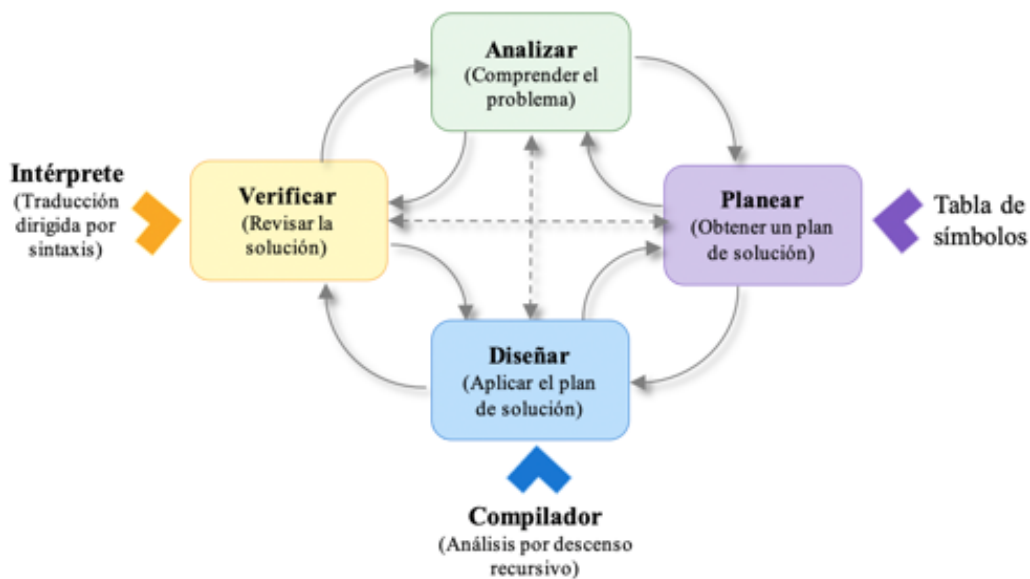 Analizar
(Comprender el
problema)
Intérprete
(Traducción
dirigida por
sintaxis)
Verificar
(Revisar la
solución)
Planear
(Obtener un plan
de solución)
Tabla de
símbolos
Diseñar
(Aplicar el plan
de solución)
Compilador
(Análisis por descenso
recursivo)